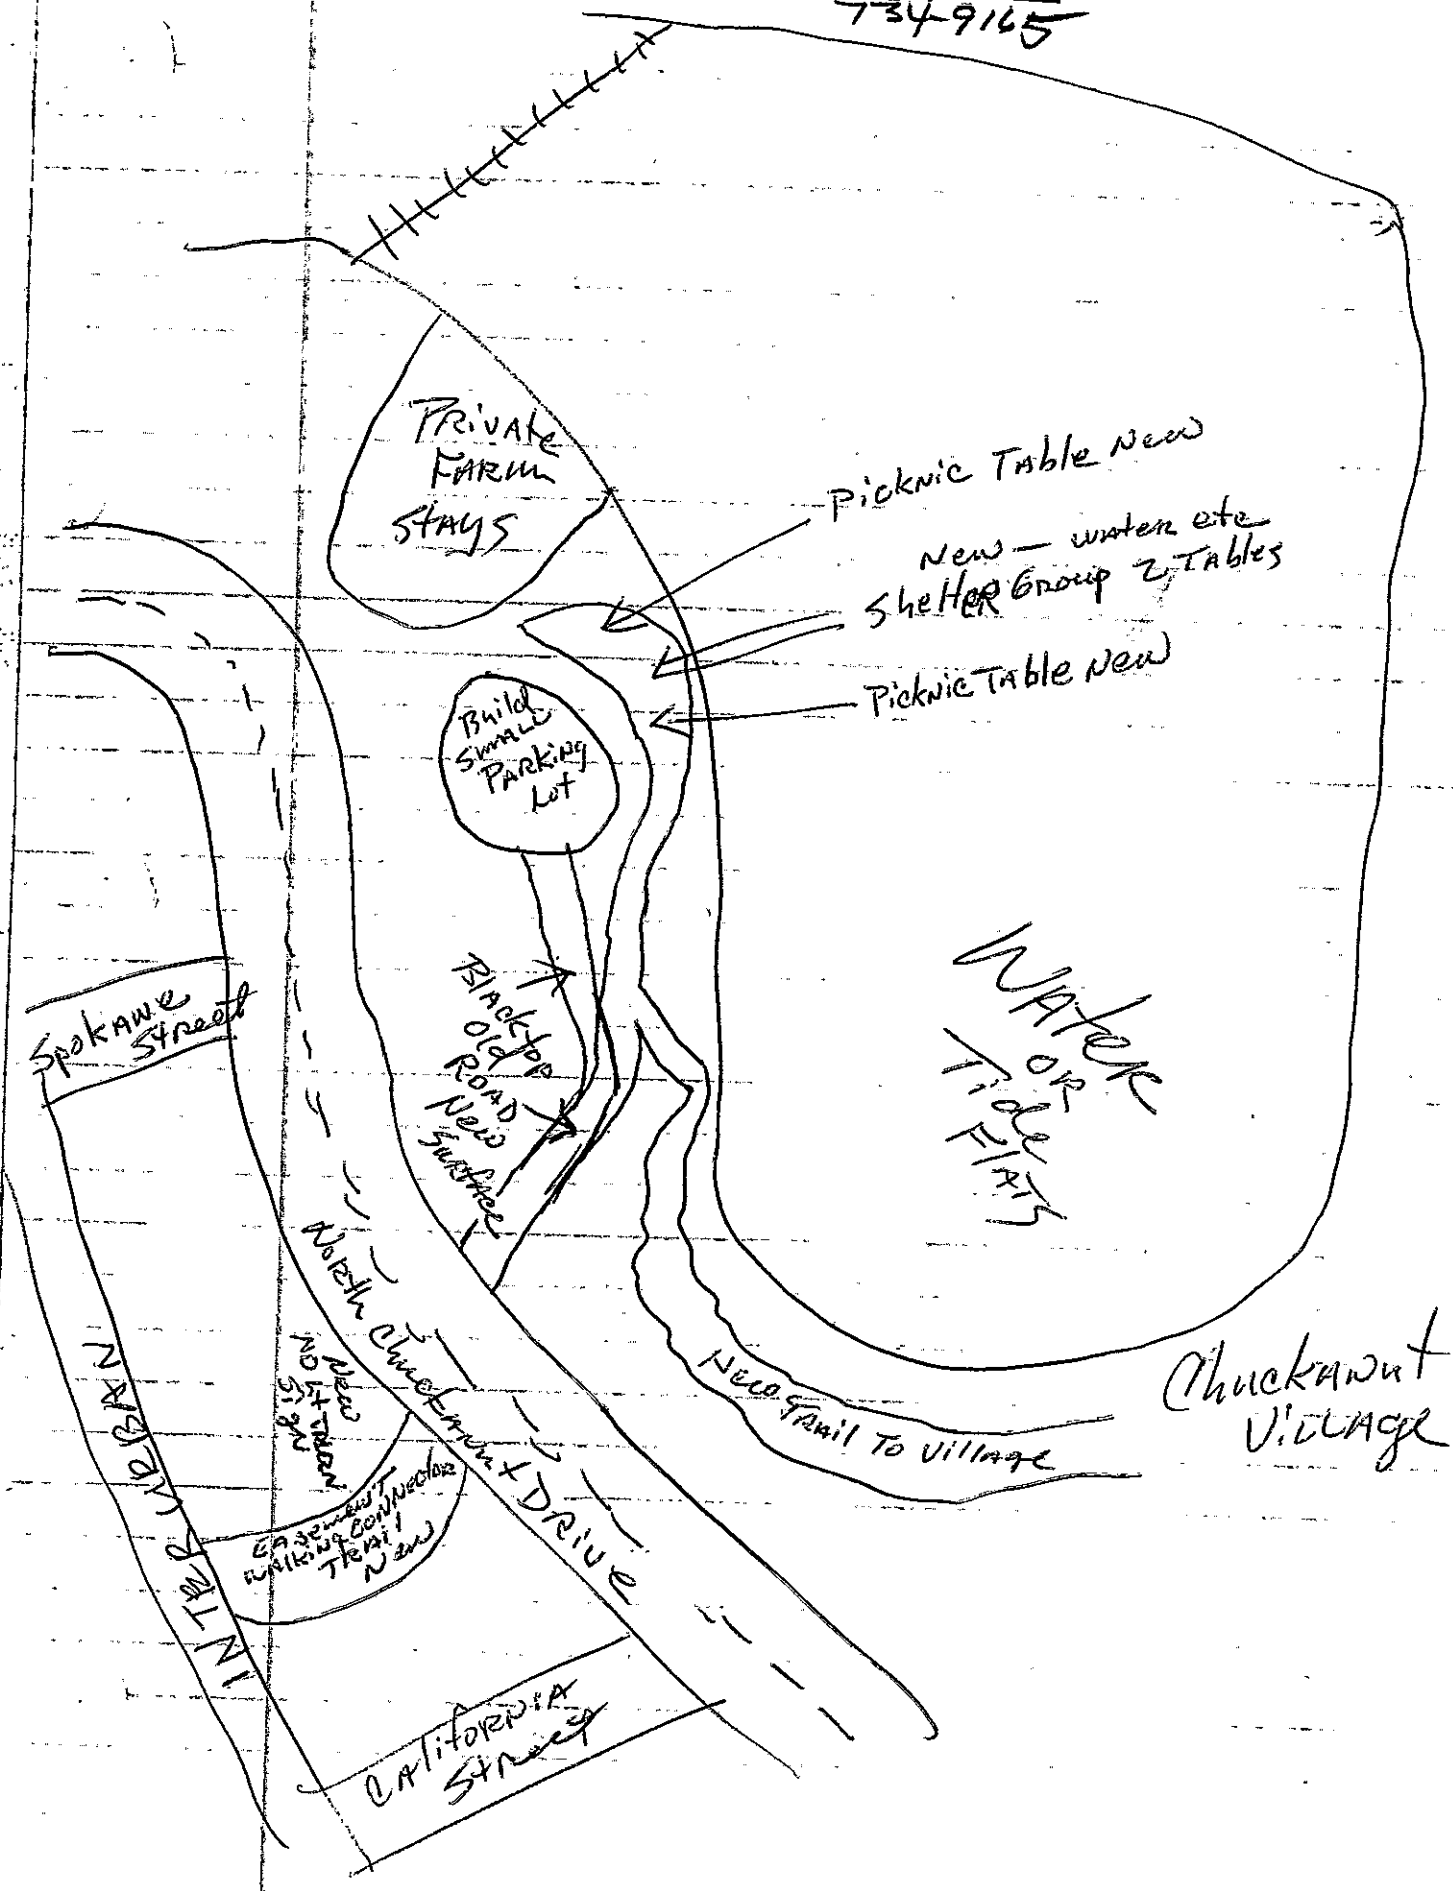 734-9165
Private
Farm
Stays
Picknic Table New
New — water etc
Shelter Group 2 Tables
Picknic Table New
Build
Small
Parking
Lot
Blacktop
Old
Road
New
Surface
Water
or
Tide
Flats
Spokane
Street
North Chuckanut Drive
New
No Lt Turn
Sign
Easement
Walking Connector
Trail
New
INTERURBAN
New Trail To Village
Chuckanut
Village
California
Street